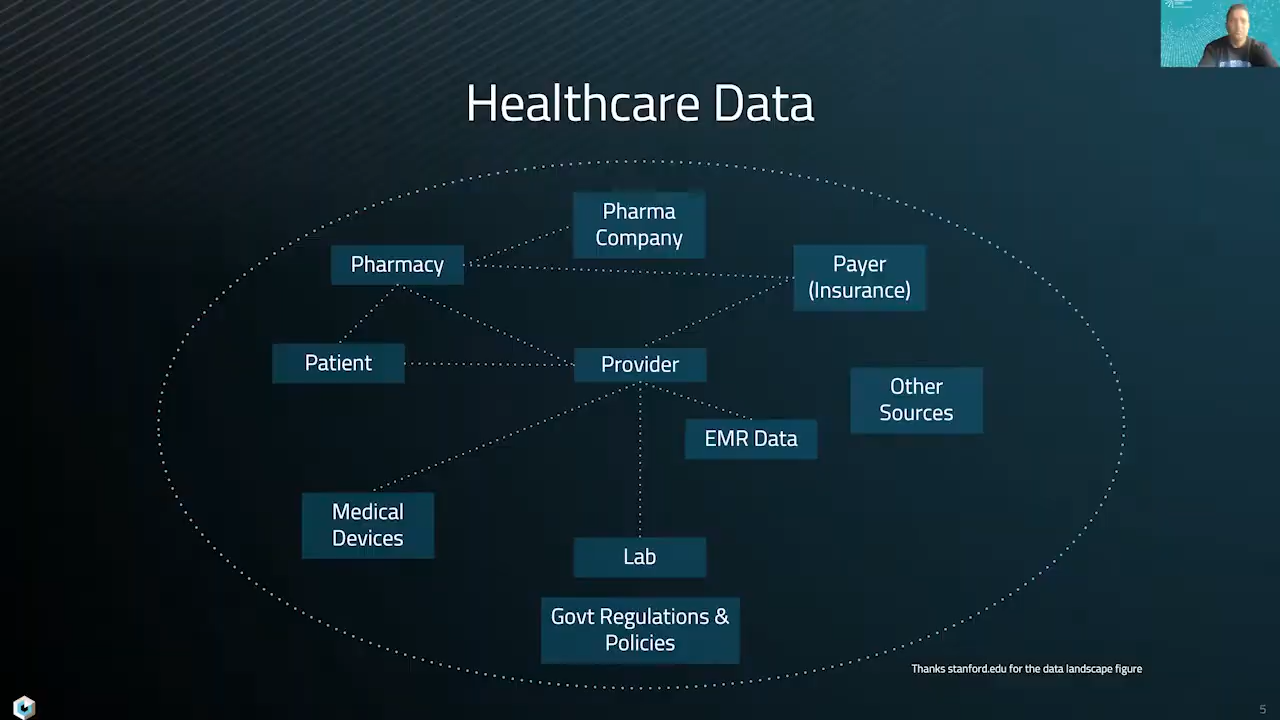 Healthcare Data
Pharma
Company
Pharmacy
Payer
(Insurance)
Patient
Provider
Other
Sources
EMR Data
Medical
Devices
Lab
Govt Regulations &
Policies
Thanks stanford.edu for the data landscape figure
5